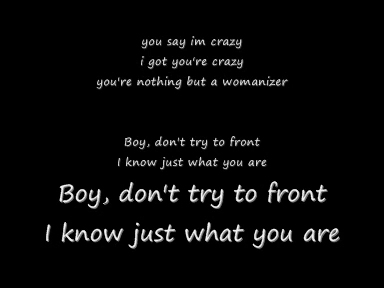 you say im crazy
i got you're crazy
you're nothing but a womanizer
Boy, don't try to front
I know just what you are
Boy, don't try to front
I know just what you are